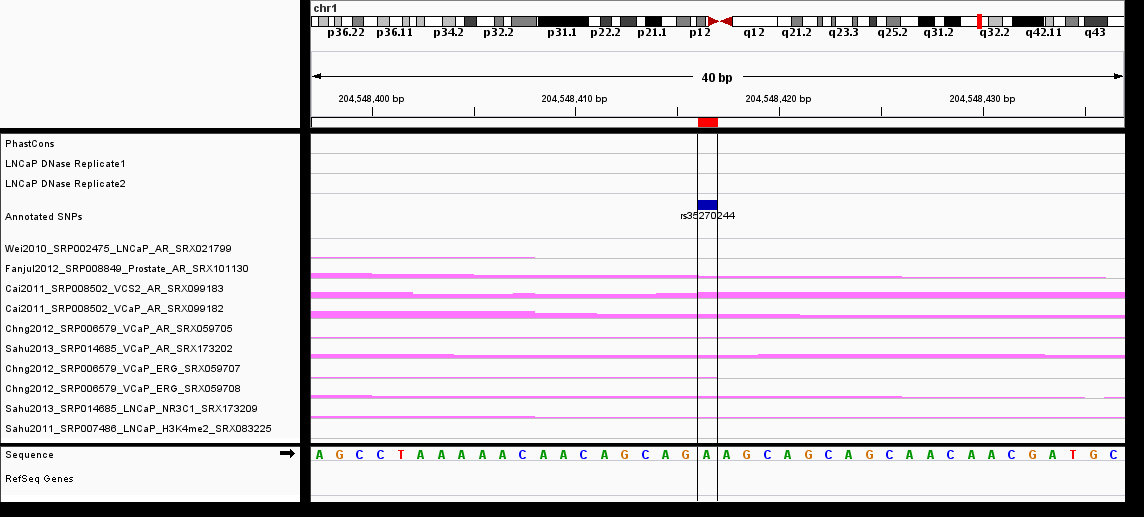 chr1
p36.22 p36.11 p34.2 p32.2 p31.1 p22.2 p21.1 p12 q12 q21.2 q23.3 q25.2 q31.2 q32.2 q42.11 q43
40 bp
204,548,400 bp 204,548,410 bp 204,548,420 bp 204,548,430 bp
PhastCons
LNCaP DNase Replicate1
LNCaP DNase Replicate2
Annotated SNPs
rs35270244
Wei2010_SRP002475_LNCaP_AR_SRX021799
Fanjul2012_SRP008849_Prostate_AR_SRX101130
Cai2011_SRP008502_VCS2_AR_SRX099183
Cai2011_SRP008502_VCaP_AR_SRX099182
Chng2012_SRP006579_VCaP_AR_SRX059705
Sahu2013_SRP014685_VCaP_AR_SRX173202
Chng2012_SRP006579_VCaP_ERG_SRX059707
Chng2012_SRP006579_VCaP_ERG_SRX059708
Sahu2013_SRP014685_LNCaP_NR3C1_SRX173209
Sahu2011_SRP007486_LNCaP_H3K4me2_SRX083225
Sequence A G C C T A A A A A C A A C A G C A G A A G C A G C A G C A A C A A C G A T G C
RefSeq Genes